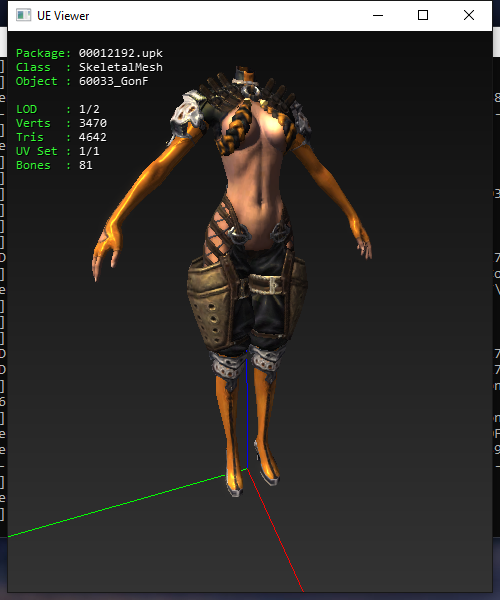 UE Viewer
Package: 00012192.upk
Class : SkeletalMesh
Object : 60033_GonF
LOD : 1/2
Verts : 3470
Tris : 4642
UV Set : 1/1
Bones : 81